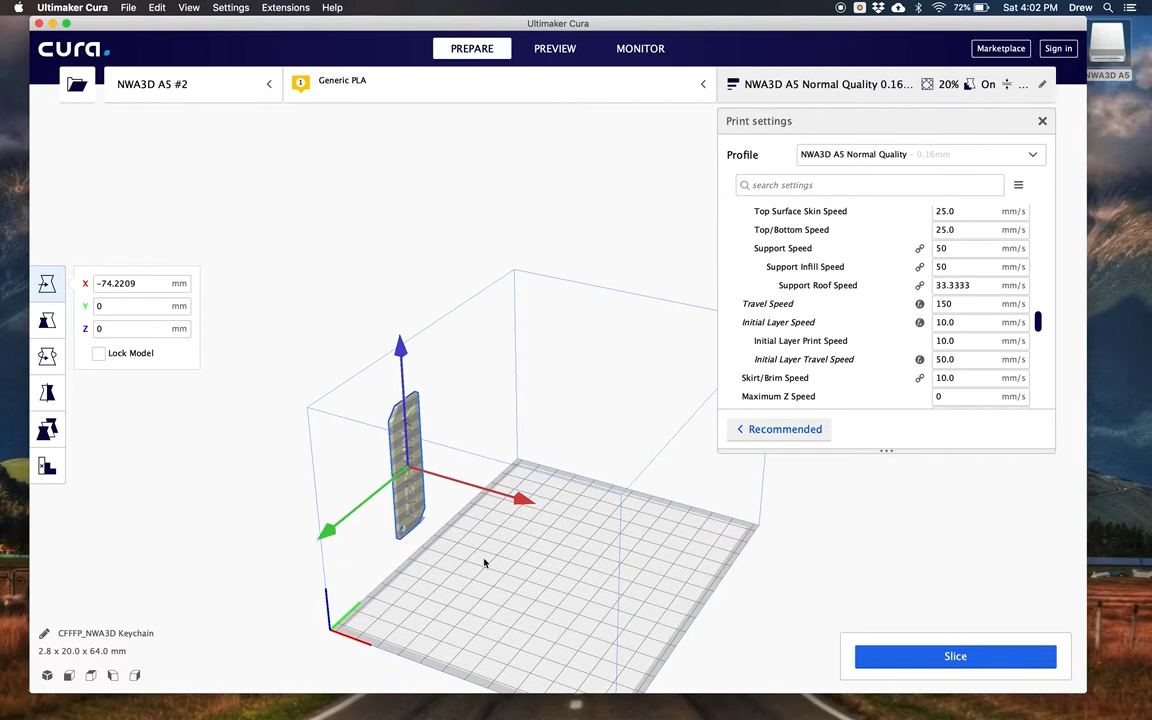 Ultimaker Cura File Edit View Settings Extensions Help 72% Sat 4:02 PM Drew
Ultimaker Cura
cura. PREPARE PREVIEW MONITOR Marketplace Sign in
NWA3D A5
NWA3D A5 #2 1 Generic PLA NWA3D A5 Normal Quality 0.16... 20% On ...
Print settings
Profile NWA3D A5 Normal Quality - 0.16mm
search settings
Top Surface Skin Speed 25.0 mm/s
Top/Bottom Speed 25.0 mm/s
Support Speed 50 mm/s
Support Infill Speed 50 mm/s
Support Roof Speed 33.3333 mm/s
Travel Speed 150 mm/s
Initial Layer Speed 10.0 mm/s
Initial Layer Print Speed 10.0 mm/s
Initial Layer Travel Speed 50.0 mm/s
Skirt/Brim Speed 10.0 mm/s
Maximum Z Speed 0 mm/s
Recommended
X -74.2209 mm
Y 0 mm
Z 0 mm
Lock Model
CFFFP_NWA3D Keychain
2.8 x 20.0 x 64.0 mm
Slice